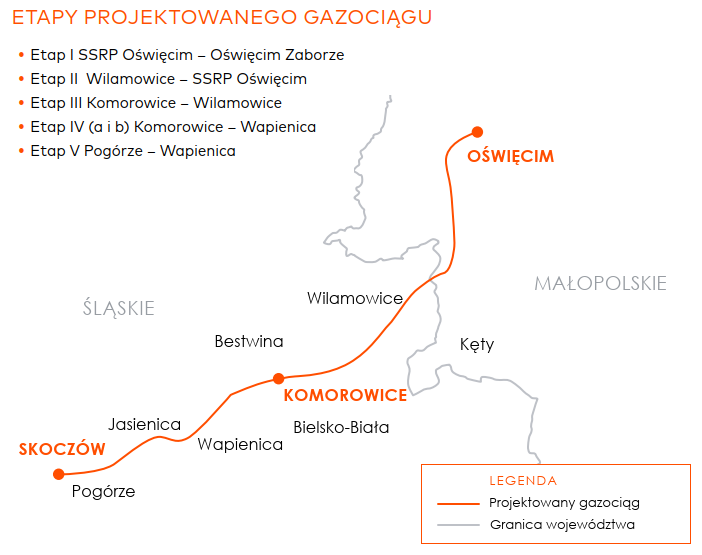 ETAPY PROJEKTOWANEGO GAZOCIĄGU
• Etap I SSRP Oświęcim – Oświęcim Zaborze
• Etap II  Wilamowice – SSRP Oświęcim
• Etap III Komorowice – Wilamowice
• Etap IV (a i b) Komorowice – Wapienica
• Etap V Pogórze – Wapienica
OŚWIĘCIM
MAŁOPOLSKIE
Wilamowice
ŚLĄSKIE
Bestwina
Kęty
KOMOROWICE
Jasienica
Bielsko-Biała
Wapienica
SKOCZÓW
Pogórze
LEGENDA
Projektowany gazociąg
Granica województwa